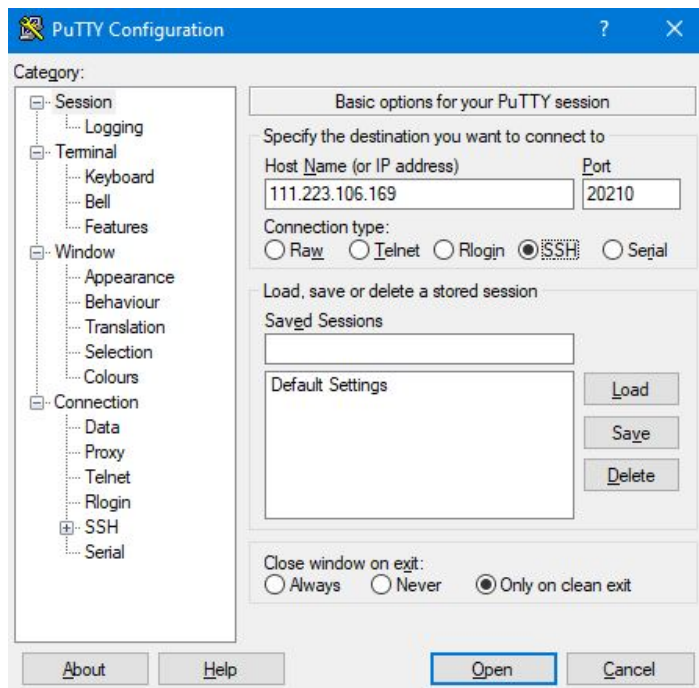 PuTTY Configuration
?
Category:
Session
Logging
Terminal
Keyboard
Bell
Features
Window
Appearance
Behaviour
Translation
Selection
Colours
Connection
Data
Proxy
Telnet
Rlogin
SSH
Serial
Basic options for your PuTTY session
Specify the destination you want to connect to
Host Name (or IP address) Port
111.223.106.169 20210
Connection type:
Raw Telnet Rlogin SSH Serial
Load, save or delete a stored session
Saved Sessions
Default Settings
Load
Save
Delete
Close window on exit:
Always Never Only on clean exit
About Help Open Cancel